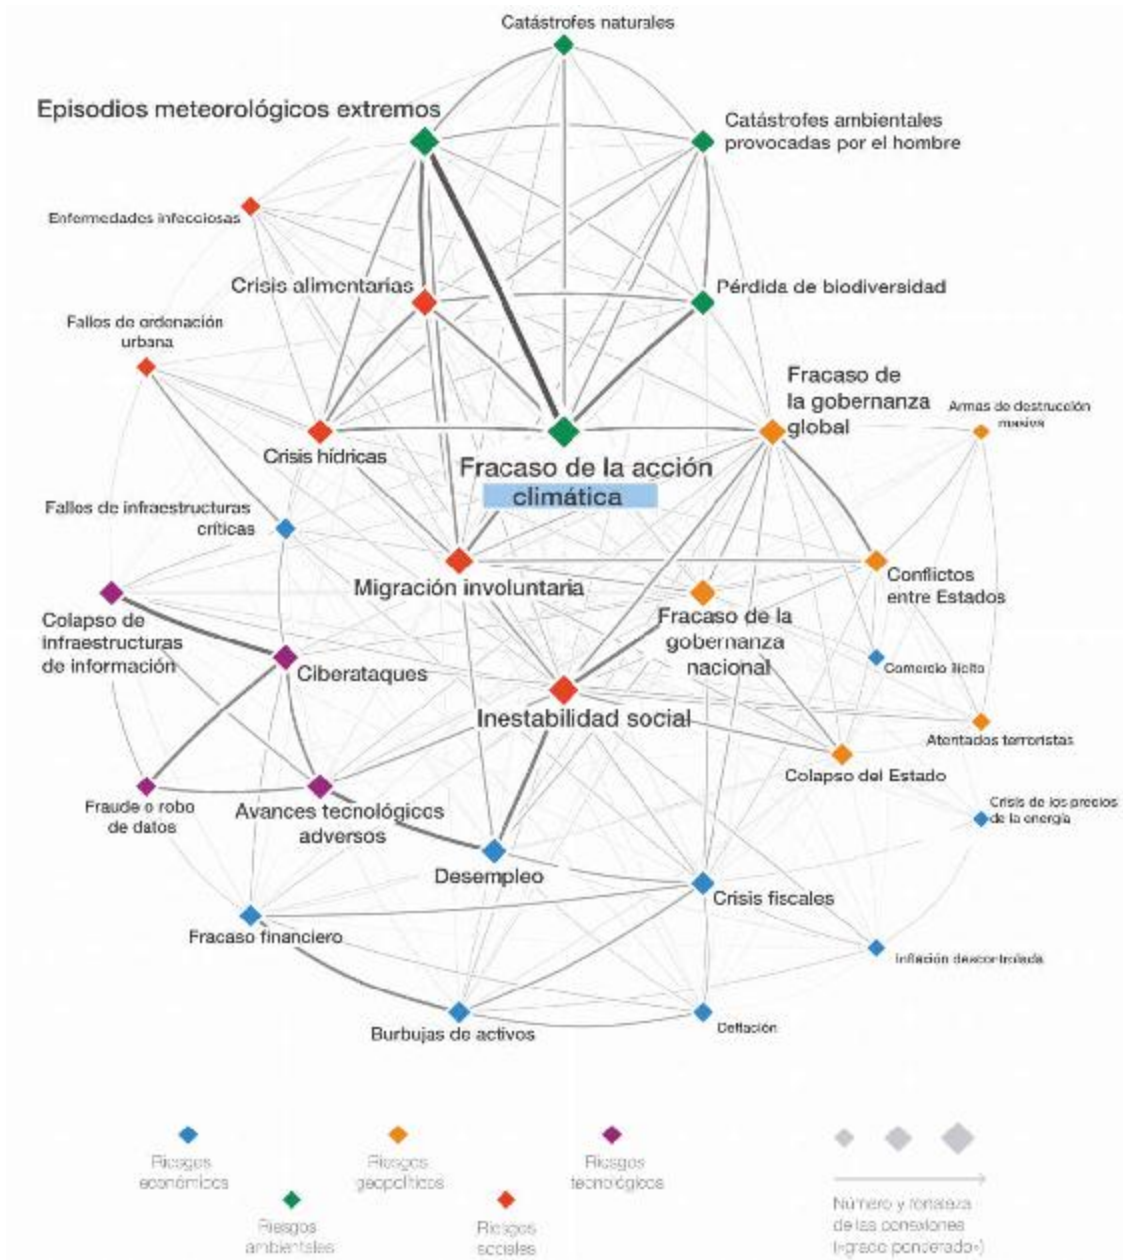 Catástrofes naturales
Episodios meteorológicos extremos
Catástrofes ambientales
provocadas por el hombre
Enfermedades infecciosas
Crisis alimentarias
Pérdida de biodiversidad
Fallos de ordenación
urbana
Fracaso de
la gobernanza
global
Armas de destrucción
masiva
Crisis hídricas
Fracaso de la acción
climática
Fallos de infraestructuras
críticas
Migración involuntaria
Conflictos
entre Estados
Colapso de
infraestructuras
de información
Fracaso de la
gobernanza
nacional
Ciberataques
Comercio ilícito
Inestabilidad social
Atentados terroristas
Colapso del Estado
Fraude o robo
de datos
Avances tecnológicos
adversos
Crisis de los precios
de la energía
Desempleo
Crisis fiscales
Fracaso financiero
Inflación descontrolada
Burbujas de activos
Deflación
Riesgos
económicos
Riesgos
geopolíticos
Riesgos
tecnológicos
Riesgos
ambientales
Riesgos
sociales
Número y fortaleza
de las conexiones
(«grado ponderado»)